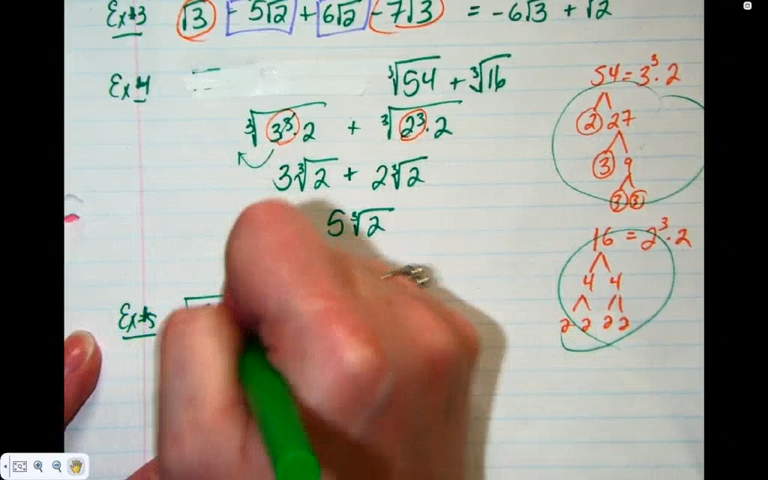 Ex#3 √3 - 5√2 + 6√2 - 7√3 = -6√3 + √2
Ex#4 ∛54 + ∛16
∛3³·2 + ∛2³·2
3∛2 + 2∛2
5∛2
Ex#5
54 = 3³·2
2 27
3 9
3 3
16 = 2³·2
4 4
2 2 2 2